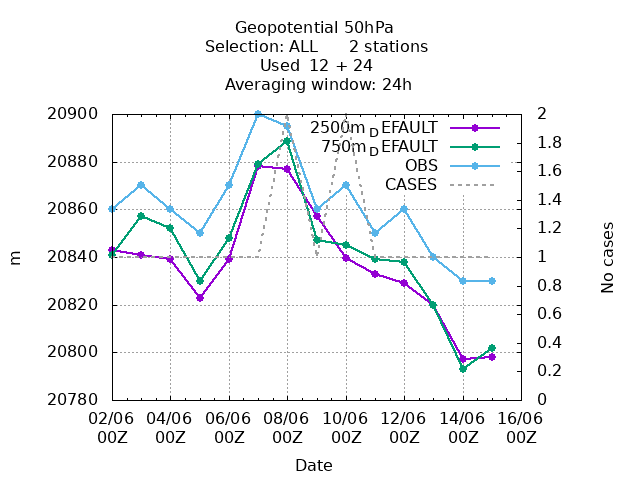 Geopotential 50hPa
Selection: ALL 2 stations
Used 12 + 24
Averaging window: 24h
20900
20880
20860
20840
20820
20800
20780
m
2500m_DEFAULT
750m_DEFAULT
OBS
CASES
2
1.8
1.6
1.4
1.2
1
0.8
0.6
0.4
0.2
0
No cases
02/06 04/06 06/06 08/06 10/06 12/06 14/06 16/06
00Z 00Z 00Z 00Z 00Z 00Z 00Z 00Z
Date